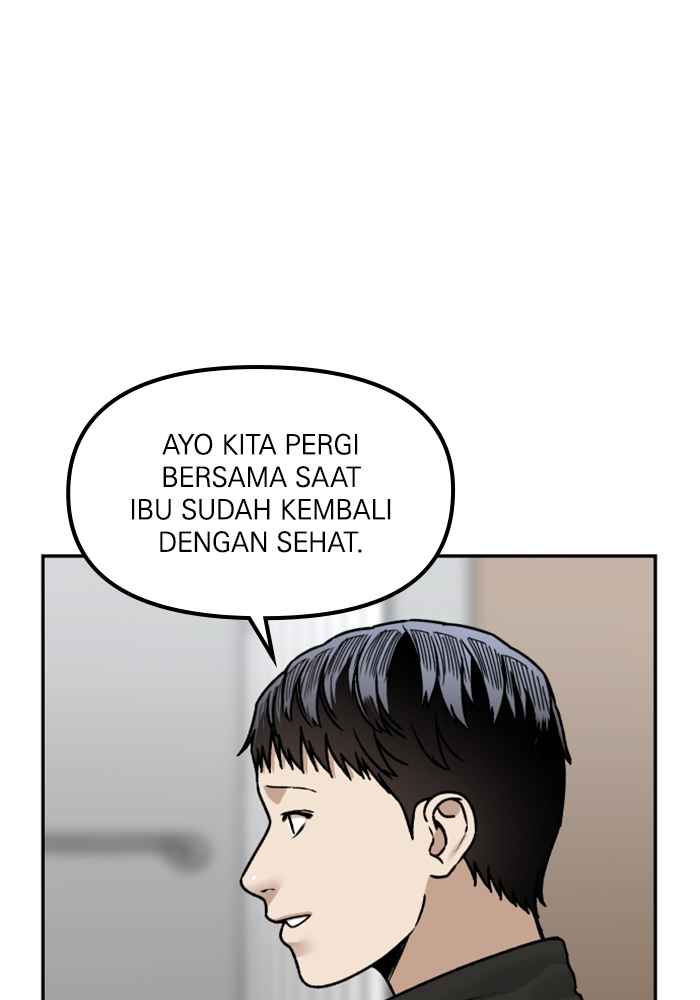 AYO KITA PERGI
BERSAMA SAAT
IBU SUDAH KEMBALI
DENGAN SEHAT.